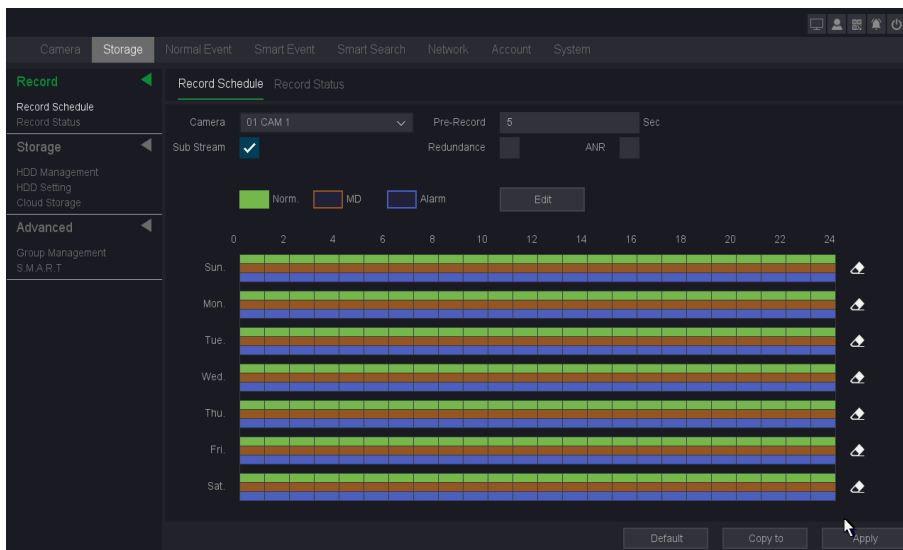 Camera Storage Normal Event Smart Event Smart Search Network Account System
Record
Record Schedule
Record Status
Storage
HDD Management
HDD Setting
Cloud Storage
Advanced
Group Management
S.M.A.R.T
Record Schedule Record Status
Camera 01 CAM 1 Pre-Record 5 Sec
Sub Stream Redundance ANR
Norm. MD Alarm Edit
0 2 4 6 8 10 12 14 16 18 20 22 24
Sun.
Mon.
Tue.
Wed.
Thu.
Fri.
Sat.
Default Copy to Apply